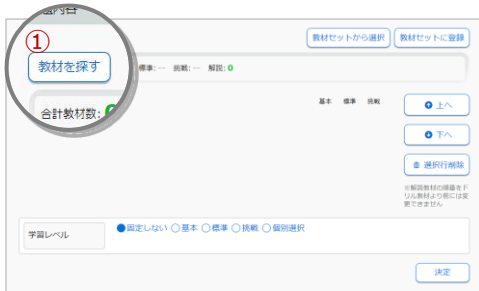 教材セットから選択 教材セットに登録
①
教材を探す
標準: -- 挑戦: -- 解説: 0
合計教材数:
基本 標準 挑戦
上へ
下へ
選択行削除
※解説教材の順番をド
リル教材より前には変
更できません
学習レベル 固定しない 基本 標準 挑戦 個別選択
決定